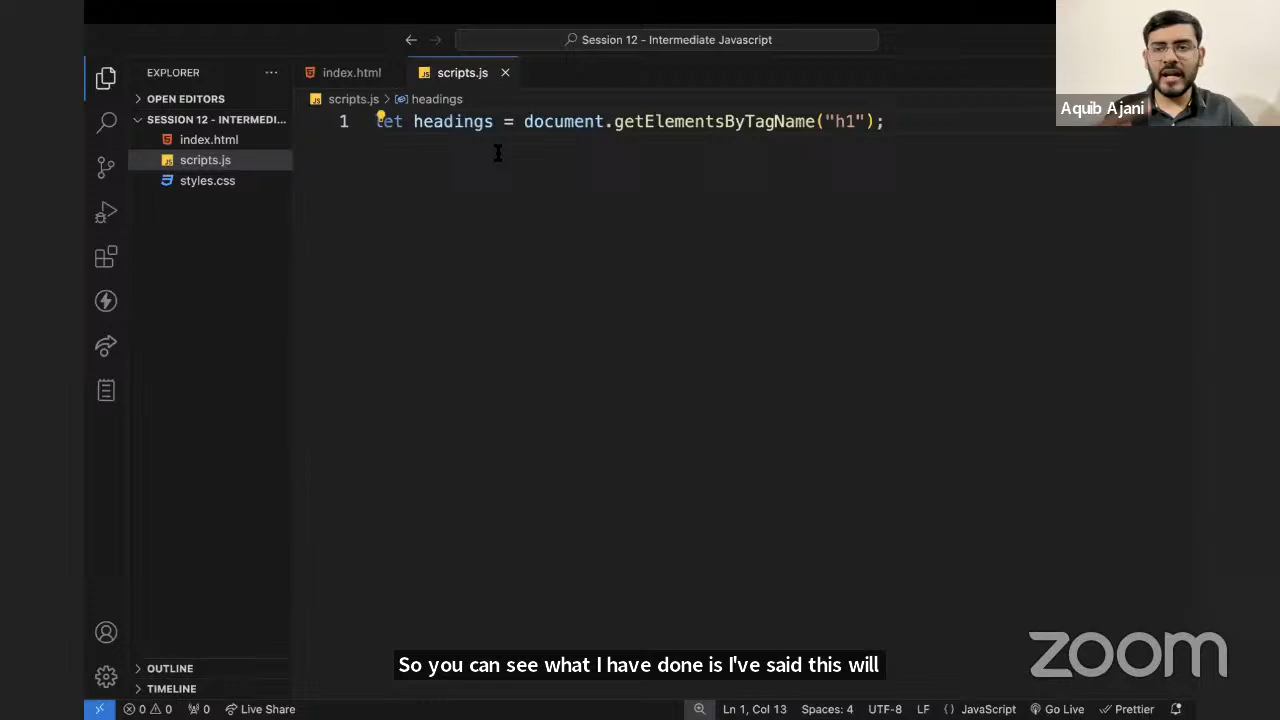 Session 12 - Intermediate Javascript
Aquib Ajani
EXPLORER
index.html
scripts.js
OPEN EDITORS
scripts.js > headings
SESSION 12 - INTERMEDI...
1 let headings = document.getElementsByTagName("h1");
index.html
scripts.js
styles.css
So you can see what I have done is I've said this will
zoom
OUTLINE
TIMELINE
0 0 0 Live Share Ln 1, Col 13 Spaces: 4 UTF-8 LF {} JavaScript Go Live Prettier